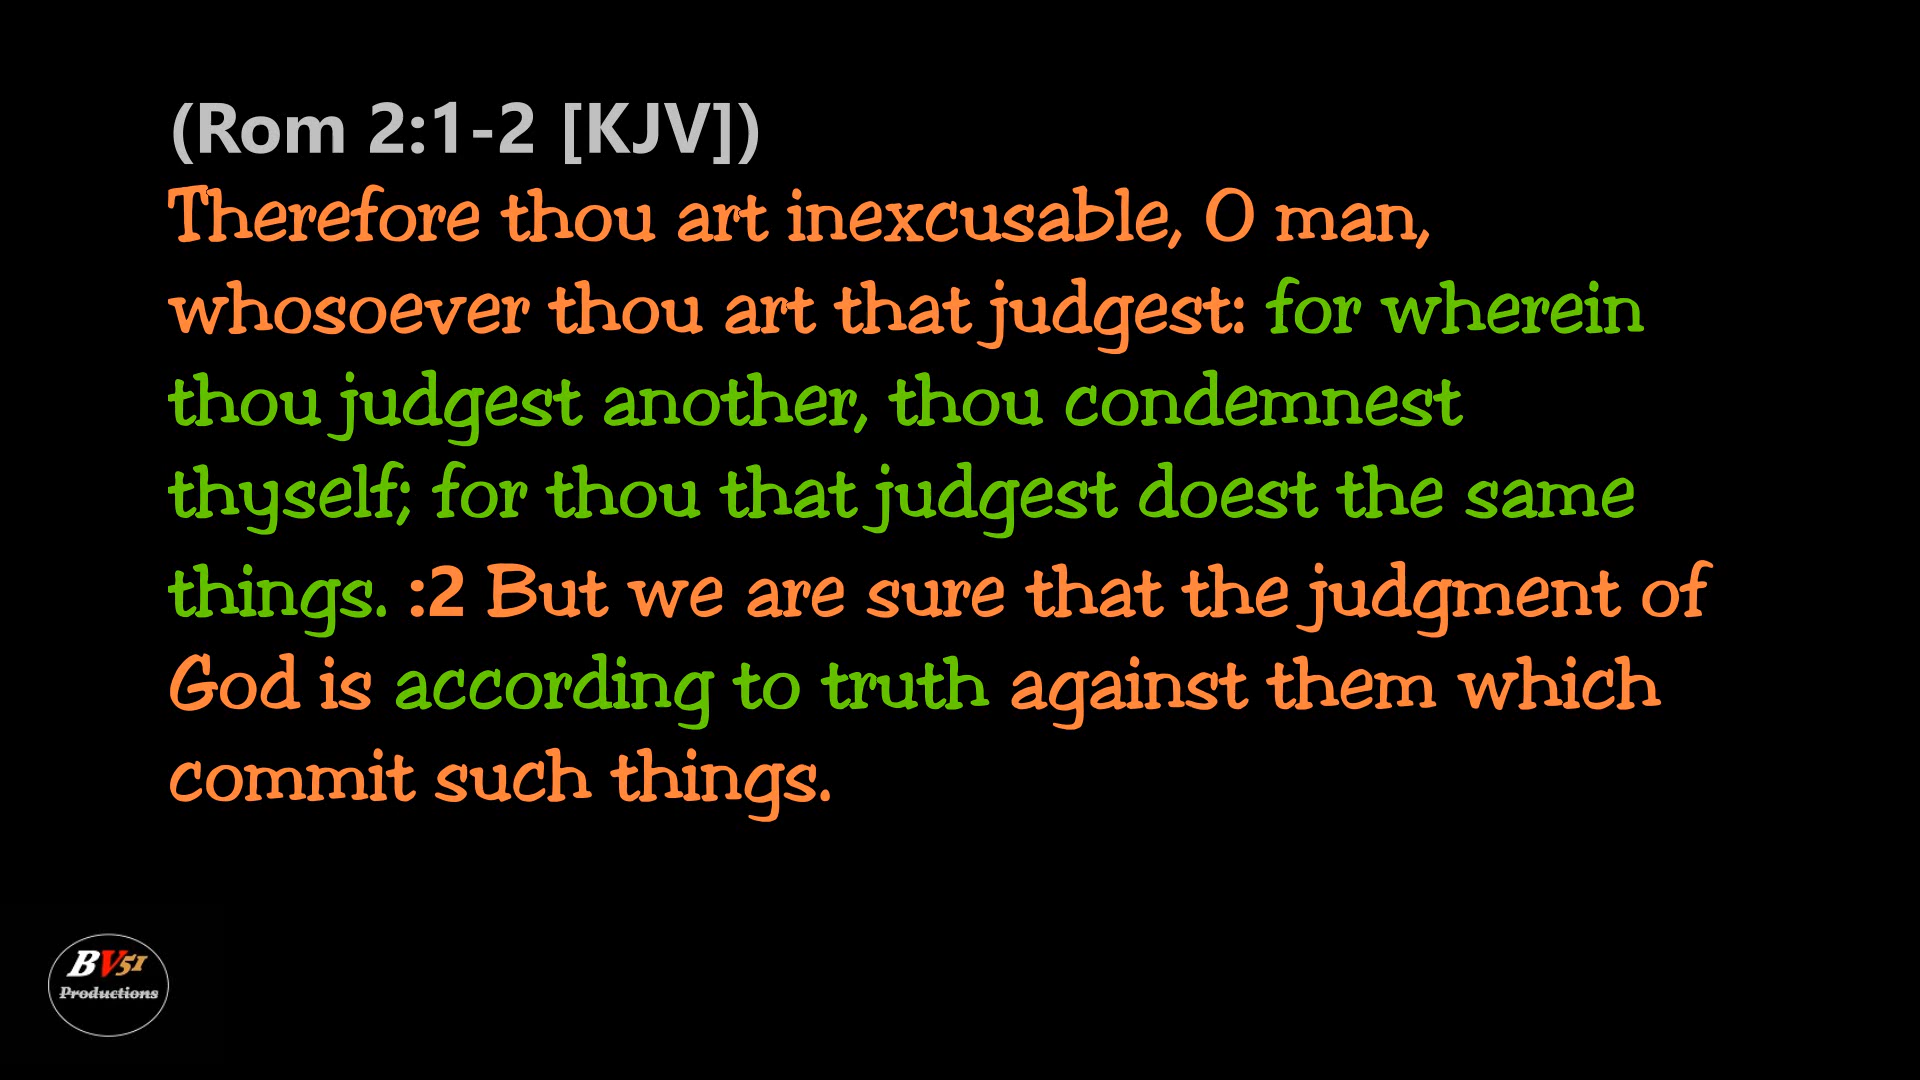 (Rom 2:1-2 [KJV])
Therefore thou art inexcusable, O man,
whosoever thou art that judgest: for wherein
thou judgest another, thou condemnest
thyself; for thou that judgest doest the same
things. :2 But we are sure that the judgment of
God is according to truth against them which
commit such things.
BV51
Productions